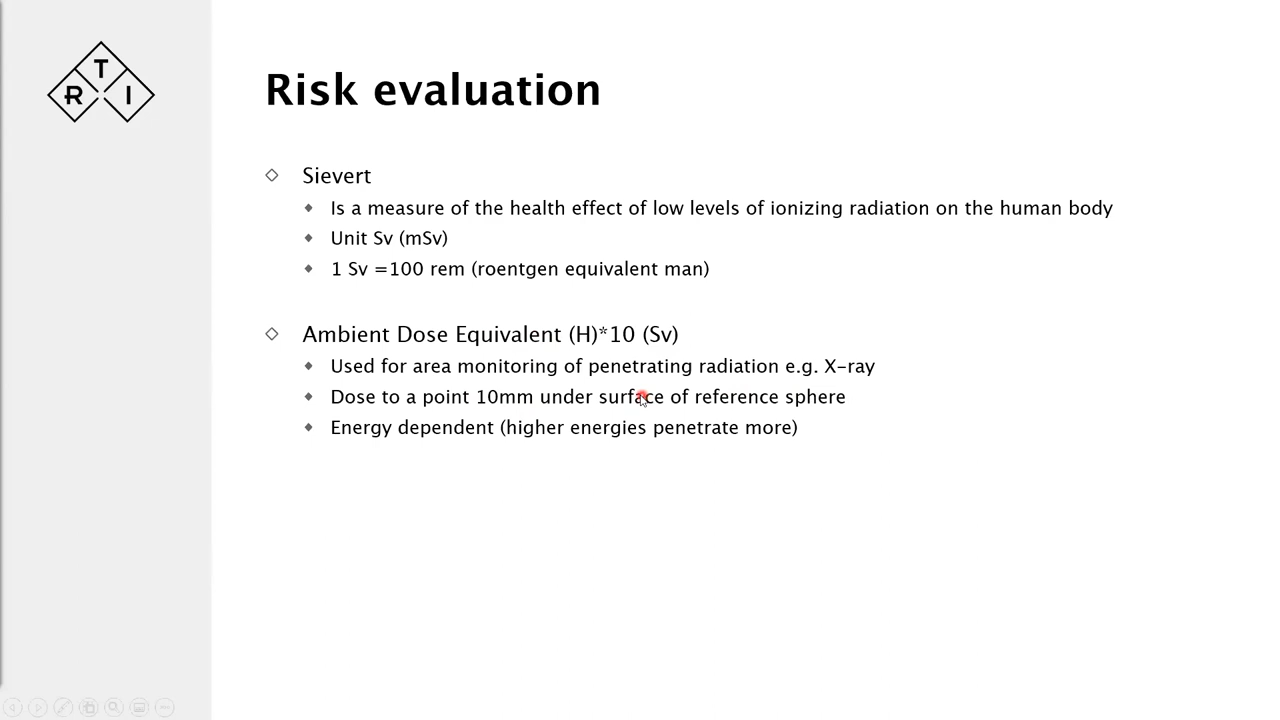 T
R I
Risk evaluation
Sievert
Is a measure of the health effect of low levels of ionizing radiation on the human body
Unit Sv (mSv)
1 Sv =100 rem (roentgen equivalent man)
Ambient Dose Equivalent (H)*10 (Sv)
Used for area monitoring of penetrating radiation e.g. X-ray
Dose to a point 10mm under surface of reference sphere
Energy dependent (higher energies penetrate more)